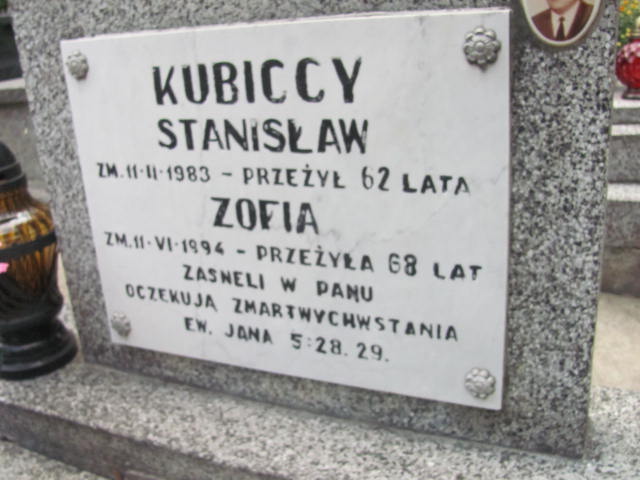 KUBICCY
STANISŁAW
ZM. 11-II-1983 - PRZEŻYŁ 62 LATA
ZOFIA
ZM. 11-VI-1994 - PRZEŻYŁA 68 LAT
ZASNELI W PANU
OCZEKUJĄ ZMARTWYCHWSTANIA
EW. JANA 5:28.29.